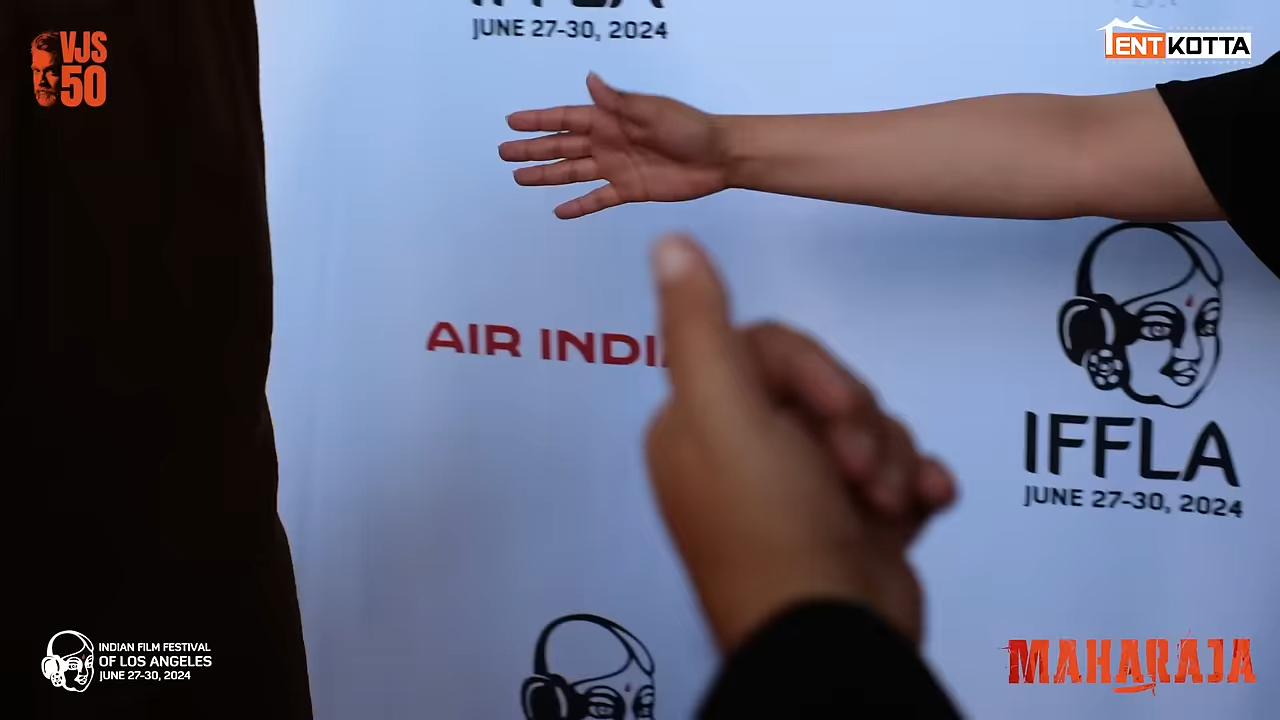 JUNE 27-30, 2024
VJS
50
TENTKOTTA
AIR INDI
IFFLA
JUNE 27-30, 2024
INDIAN FILM FESTIVAL
OF LOS ANGELES
JUNE 27-30, 2024
MAHARAJA